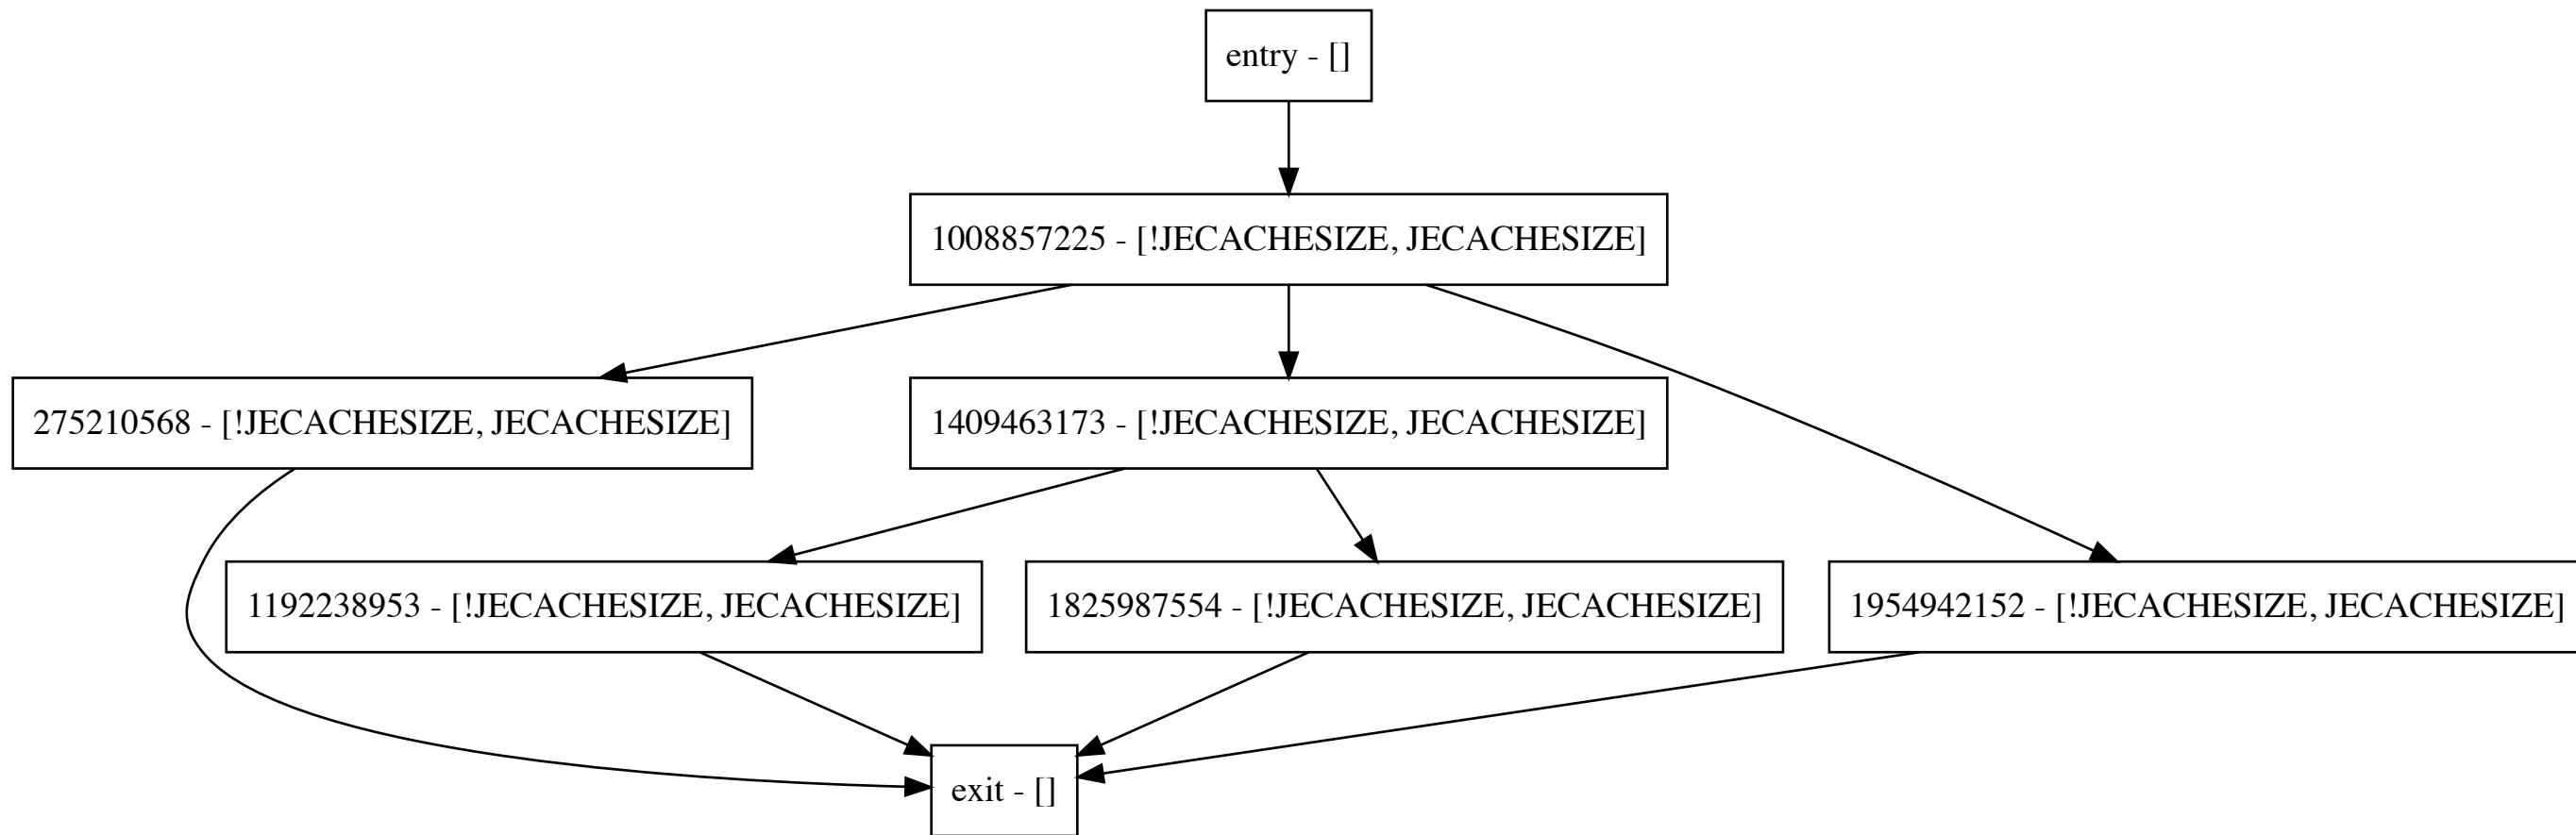 entry - []
1008857225 - [!JECACHESIZE, JECACHESIZE]
275210568 - [!JECACHESIZE, JECACHESIZE]
1409463173 - [!JECACHESIZE, JECACHESIZE]
1192238953 - [!JECACHESIZE, JECACHESIZE]
1825987554 - [!JECACHESIZE, JECACHESIZE]
1954942152 - [!JECACHESIZE, JECACHESIZE]
exit - []